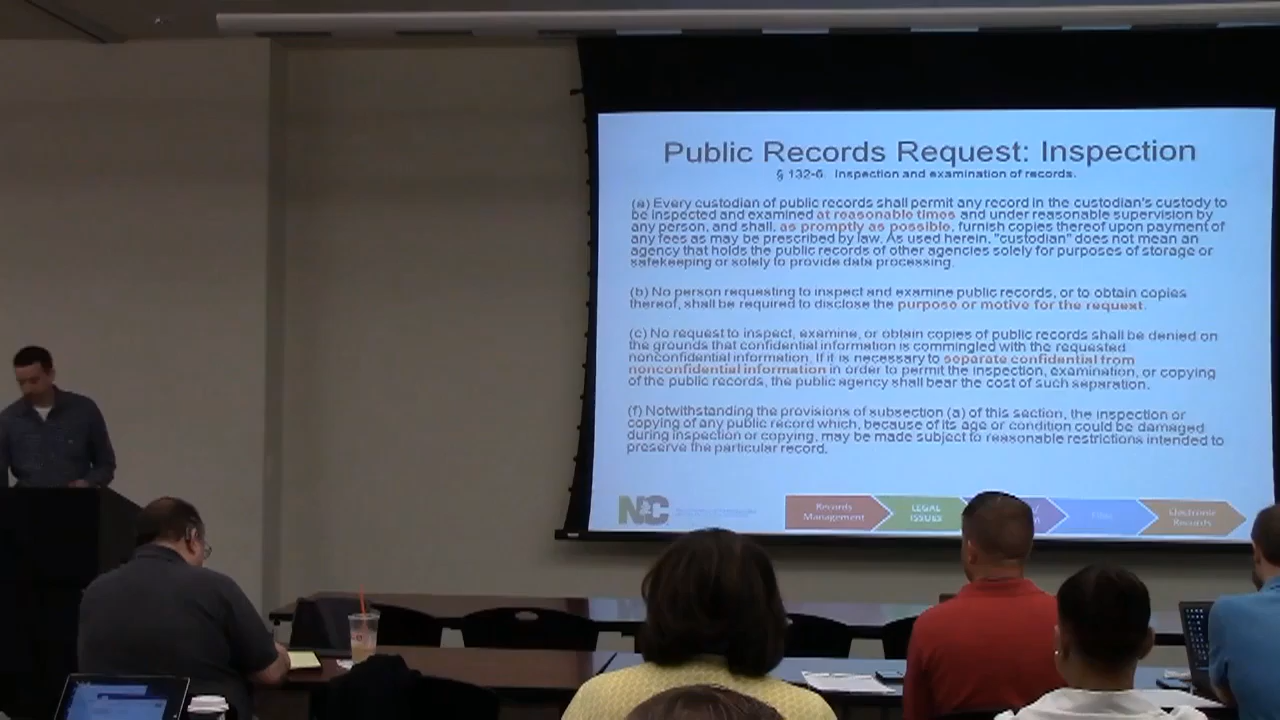 Public Records Request: Inspection
§ 132-6. Inspection and examination of records.
(a) Every custodian of public records shall permit any record in the custodian's custody to
be inspected and examined at reasonable times and under reasonable supervision by
any person, and shall, as promptly as possible, furnish copies thereof upon payment of
any fees as may be prescribed by law. As used herein, "custodian" does not mean an
agency that holds the public records of other agencies solely for purposes of storage or
safekeeping or solely to provide data processing.
(b) No person requesting to inspect and examine public records, or to obtain copies
thereof, shall be required to disclose the purpose or motive for the request.
(c) No request to inspect, examine, or obtain copies of public records shall be denied on
the grounds that confidential information is commingled with the requested
nonconfidential information. If it is necessary to separate confidential from
nonconfidential information in order to permit the inspection, examination, or copying
of the public records, the public agency shall bear the cost of such separation.
(f) Notwithstanding the provisions of subsection (a) of this section, the inspection or
copying of any public record which, because of its age or condition could be damaged
during inspection or copying, may be made subject to reasonable restrictions intended to
preserve the particular record.
NC
Records
Management
LEGAL
ISSUES
Files
Electronic
Records